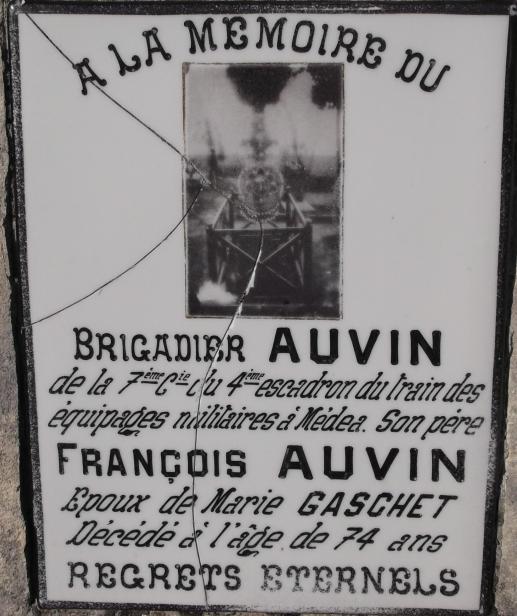 A LA MEMOIRE DU
BRIGADIER AUVIN
de la 7ème Cie du 4ème escadron du train des
équipages militaires à Médea. Son père
FRANÇOIS AUVIN
Epoux de Marie GASCHET
Décédé à l'âge de 74 ans
REGRETS ETERNELS